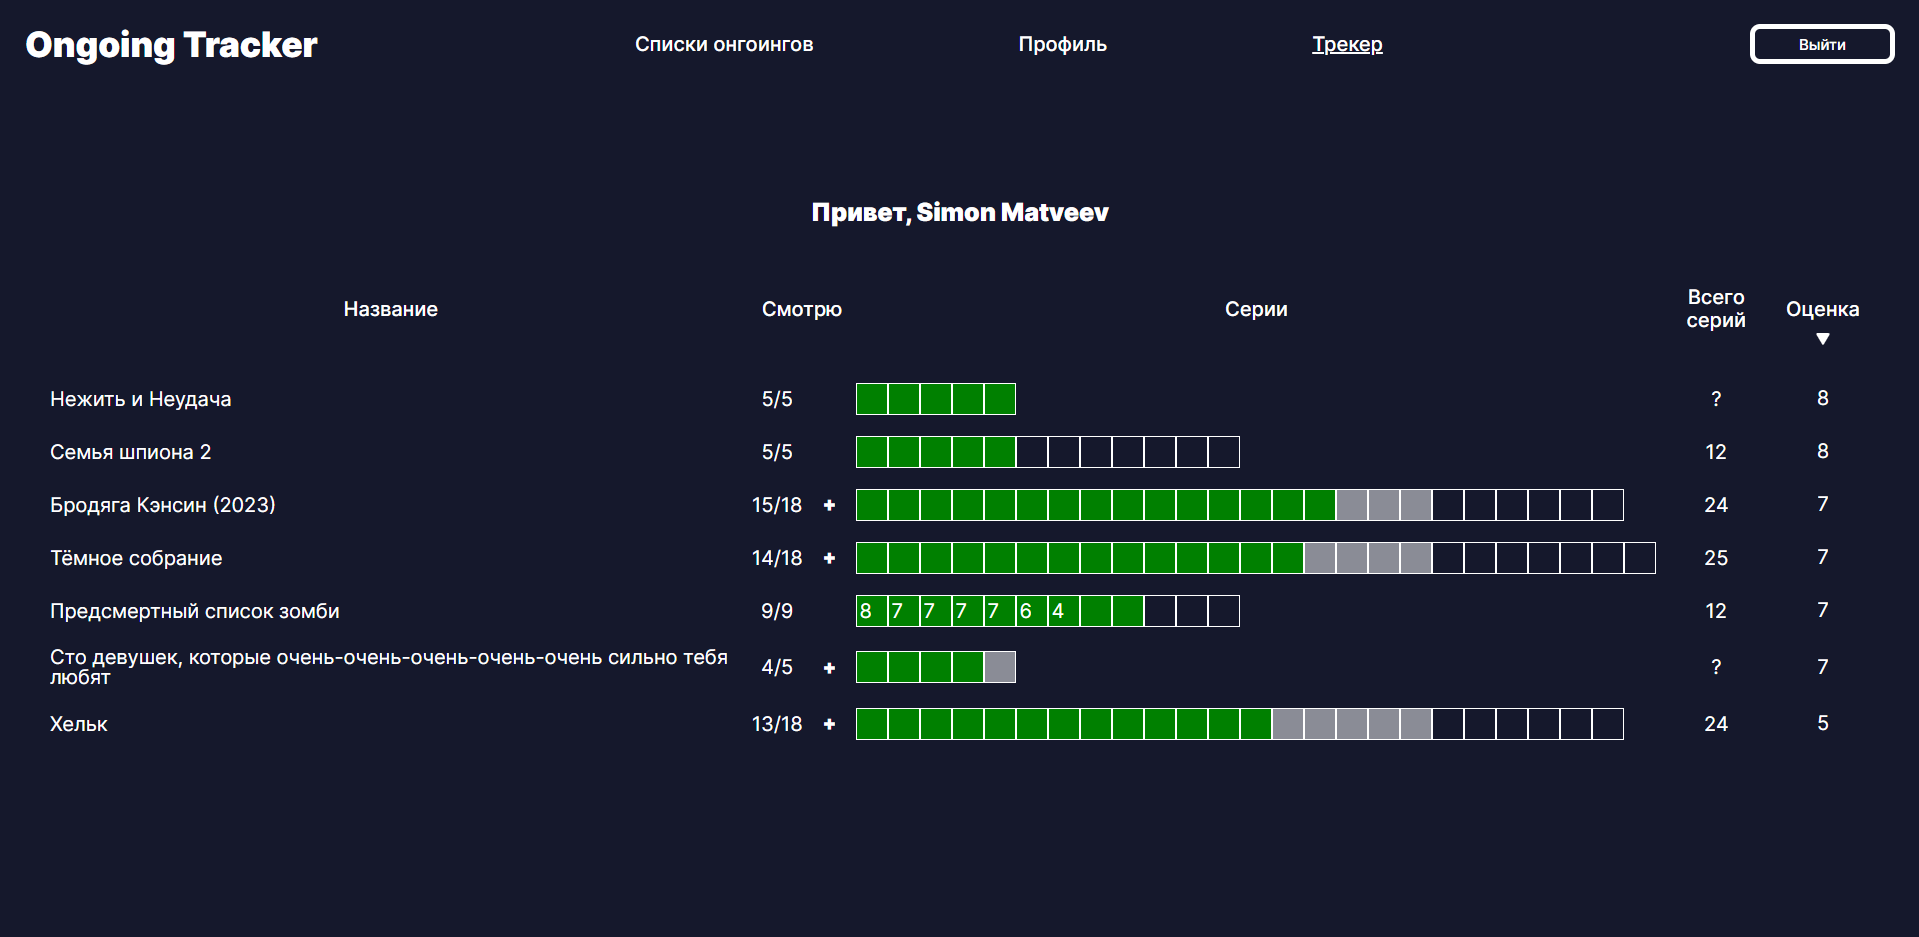 Ongoing Tracker
Списки онгоингов
Профиль
Трекер
Выйти
Привет, Simon Matveev
Название
Смотрю
Серии
Всего
серий
Оценка
▼
Нежить и Неудача 5/5 ? 8
Семья шпиона 2 5/5 12 8
Бродяга Кэнсин (2023) 15/18 + 24 7
Тёмное собрание 14/18 + 25 7
Предсмертный список зомби 9/9 8 7 7 7 7 6 4 12 7
Сто девушек, которые очень-очень-очень-очень-очень сильно тебя
любят 4/5 + ? 7
Хельк 13/18 + 24 5